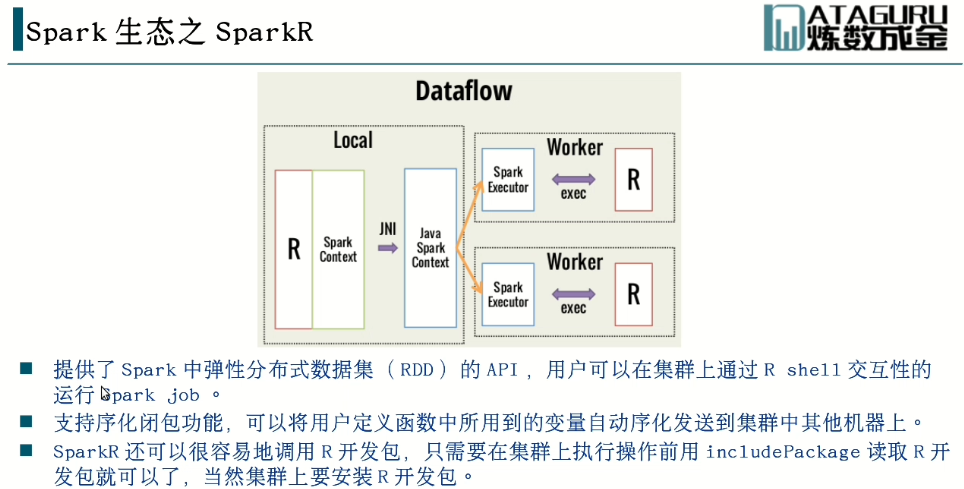 Spark 生态之 SparkR
DATAGURU
炼数成金
Dataflow
Local
R
Spark
Context
JNI
Java
Spark
Context
Worker
Spark
Executor
exec
R
Worker
Spark
Executor
exec
R
提供了 Spark 中弹性分布式数据集（RDD）的 API，用户可以在集群上通过 R shell 交互性的
运行 Spark job 。
支持序化闭包功能，可以将用户定义函数中所用到的变量自动序化发送到集群中其他机器上。
SparkR 还可以很容易地调用 R 开发包，只需要在集群上执行操作前用 includePackage 读取 R 开
发包就可以了，当然集群上要安装 R 开发包。